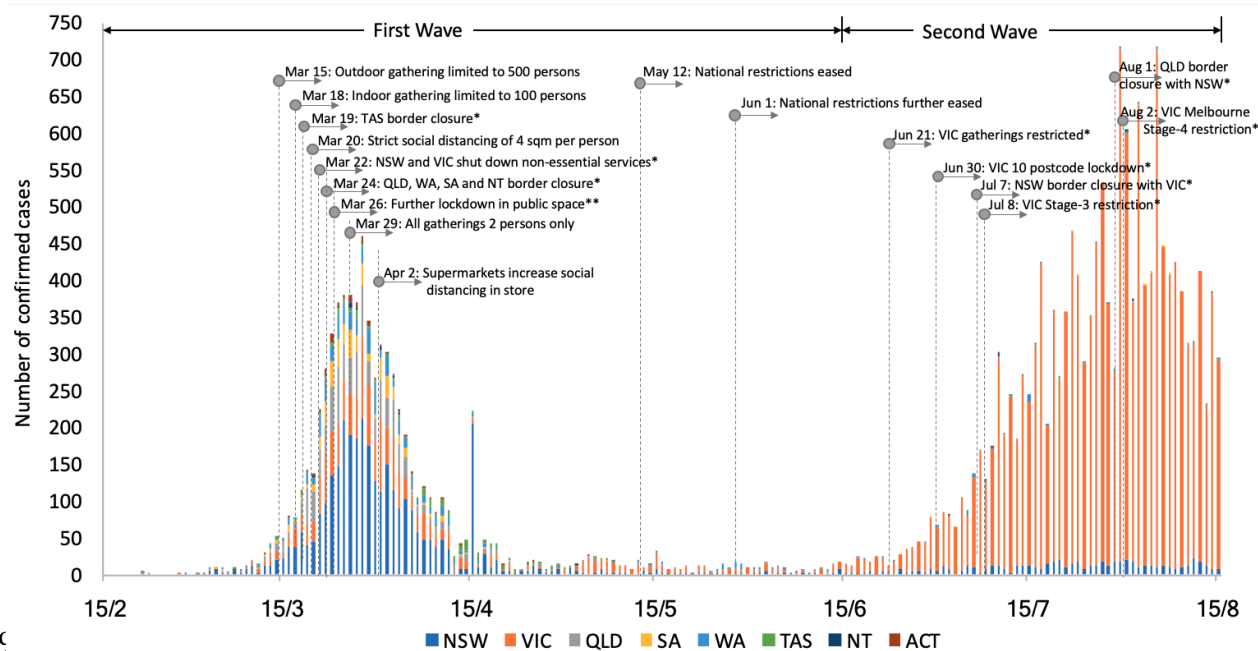 First Wave
Second Wave
Number of confirmed cases
750
700
650
600
550
500
450
400
350
300
250
200
150
100
50
0
Mar 15: Outdoor gathering limited to 500 persons
Mar 18: Indoor gathering limited to 100 persons
Mar 19: TAS border closure*
Mar 20: Strict social distancing of 4 sqm per person
Mar 22: NSW and VIC shut down non-essential services*
Mar 24: QLD, WA, SA and NT border closure*
Mar 26: Further lockdown in public space**
Mar 29: All gatherings 2 persons only
Apr 2: Supermarkets increase social
distancing in store
May 12: National restrictions eased
Jun 1: National restrictions further eased
Jun 21: VIC gatherings restricted*
Jun 30: VIC 10 postcode lockdown*
Jul 7: NSW border closure with VIC*
Jul 8: VIC Stage-3 restriction*
Aug 1: QLD border
closure with NSW*
Aug 2: VIC Melbourne
Stage-4 restriction*
15/2
15/3
15/4
15/5
15/6
15/7
15/8
NSW
VIC
QLD
SA
WA
TAS
NT
ACT